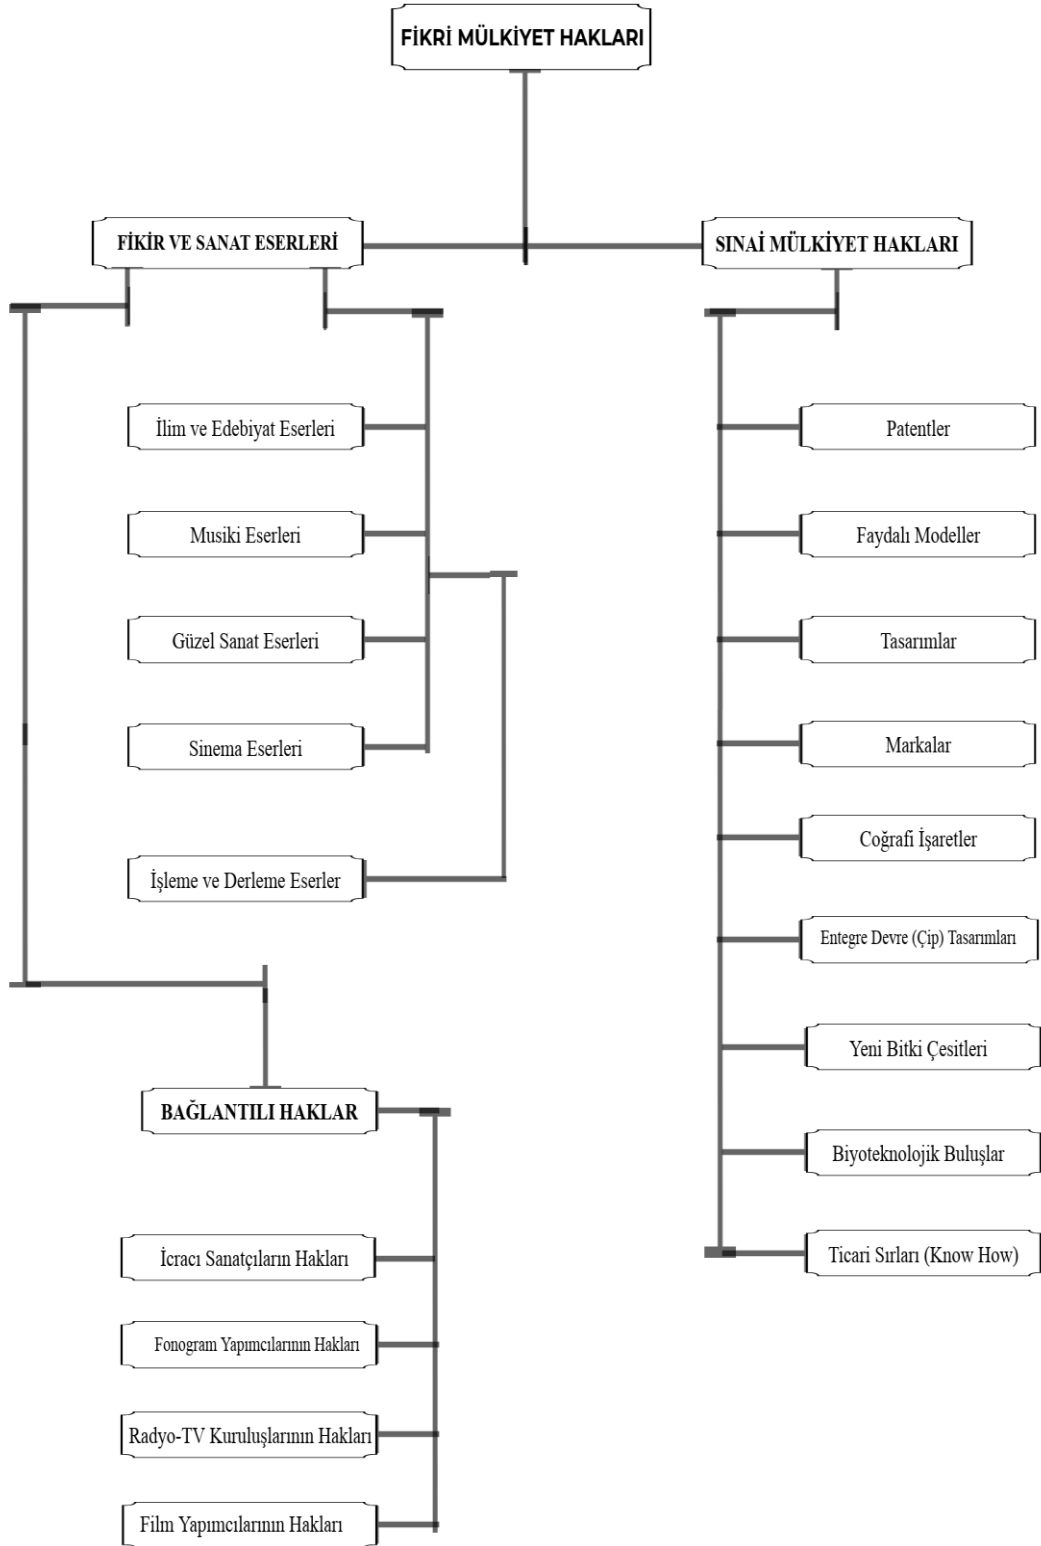 FİKRİ MÜLKİYET HAKLARI
FİKİR VE SANAT ESERLERİ
SINAİ MÜLKİYET HAKLARI
İlim ve Edebiyat Eserleri
Musiki Eserleri
Güzel Sanat Eserleri
Sinema Eserleri
İşleme ve Derleme Eserler
BAĞLANTILI HAKLAR
İcracı Sanatçıların Hakları
Fonogram Yapımcılarının Hakları
Radyo-TV Kuruluşlarının Hakları
Film Yapımcılarının Hakları
Patentler
Faydalı Modeller
Tasarımlar
Markalar
Coğrafi İşaretler
Entegre Devre (Çip) Tasarımları
Yeni Bitki Çesitleri
Biyoteknolojik Buluşlar
Ticari Sırları (Know How)